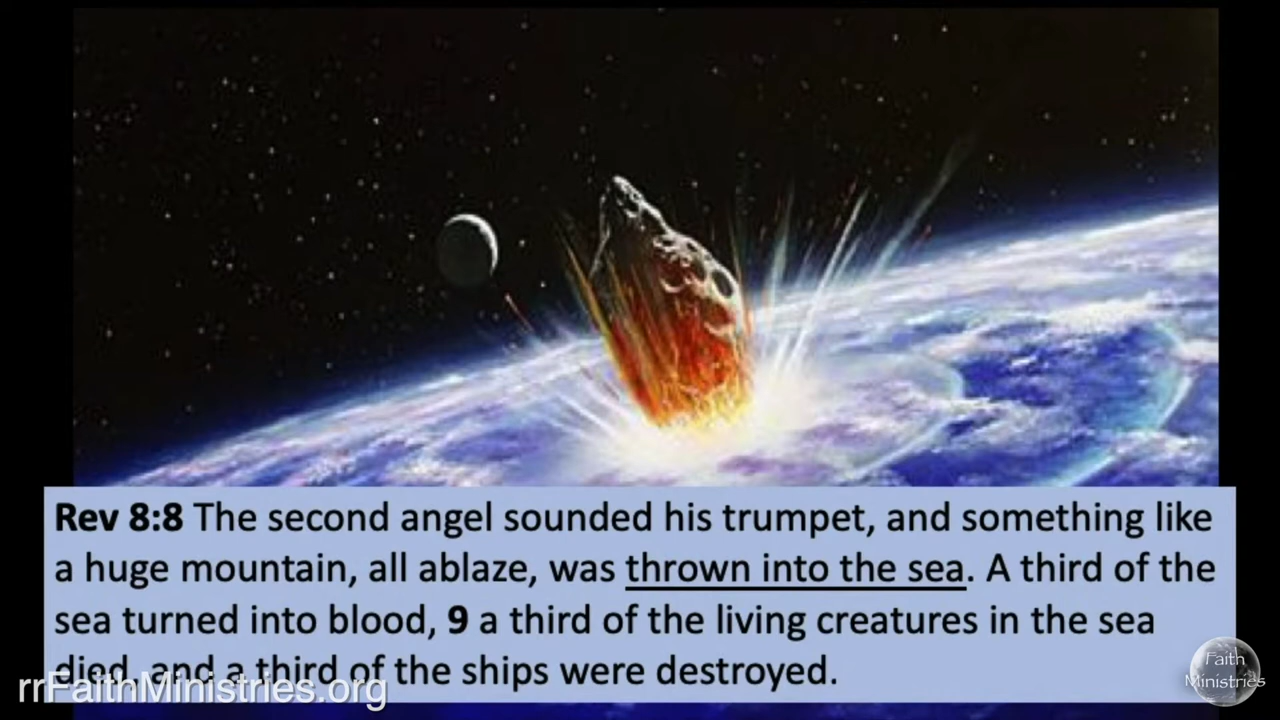 Rev 8:8 The second angel sounded his trumpet, and something like
a huge mountain, all ablaze, was thrown into the sea. A third of the
sea turned into blood, 9 a third of the living creatures in the sea
died, and a third of the ships were destroyed.
rrFaithMinistries.org
Faith
Ministries